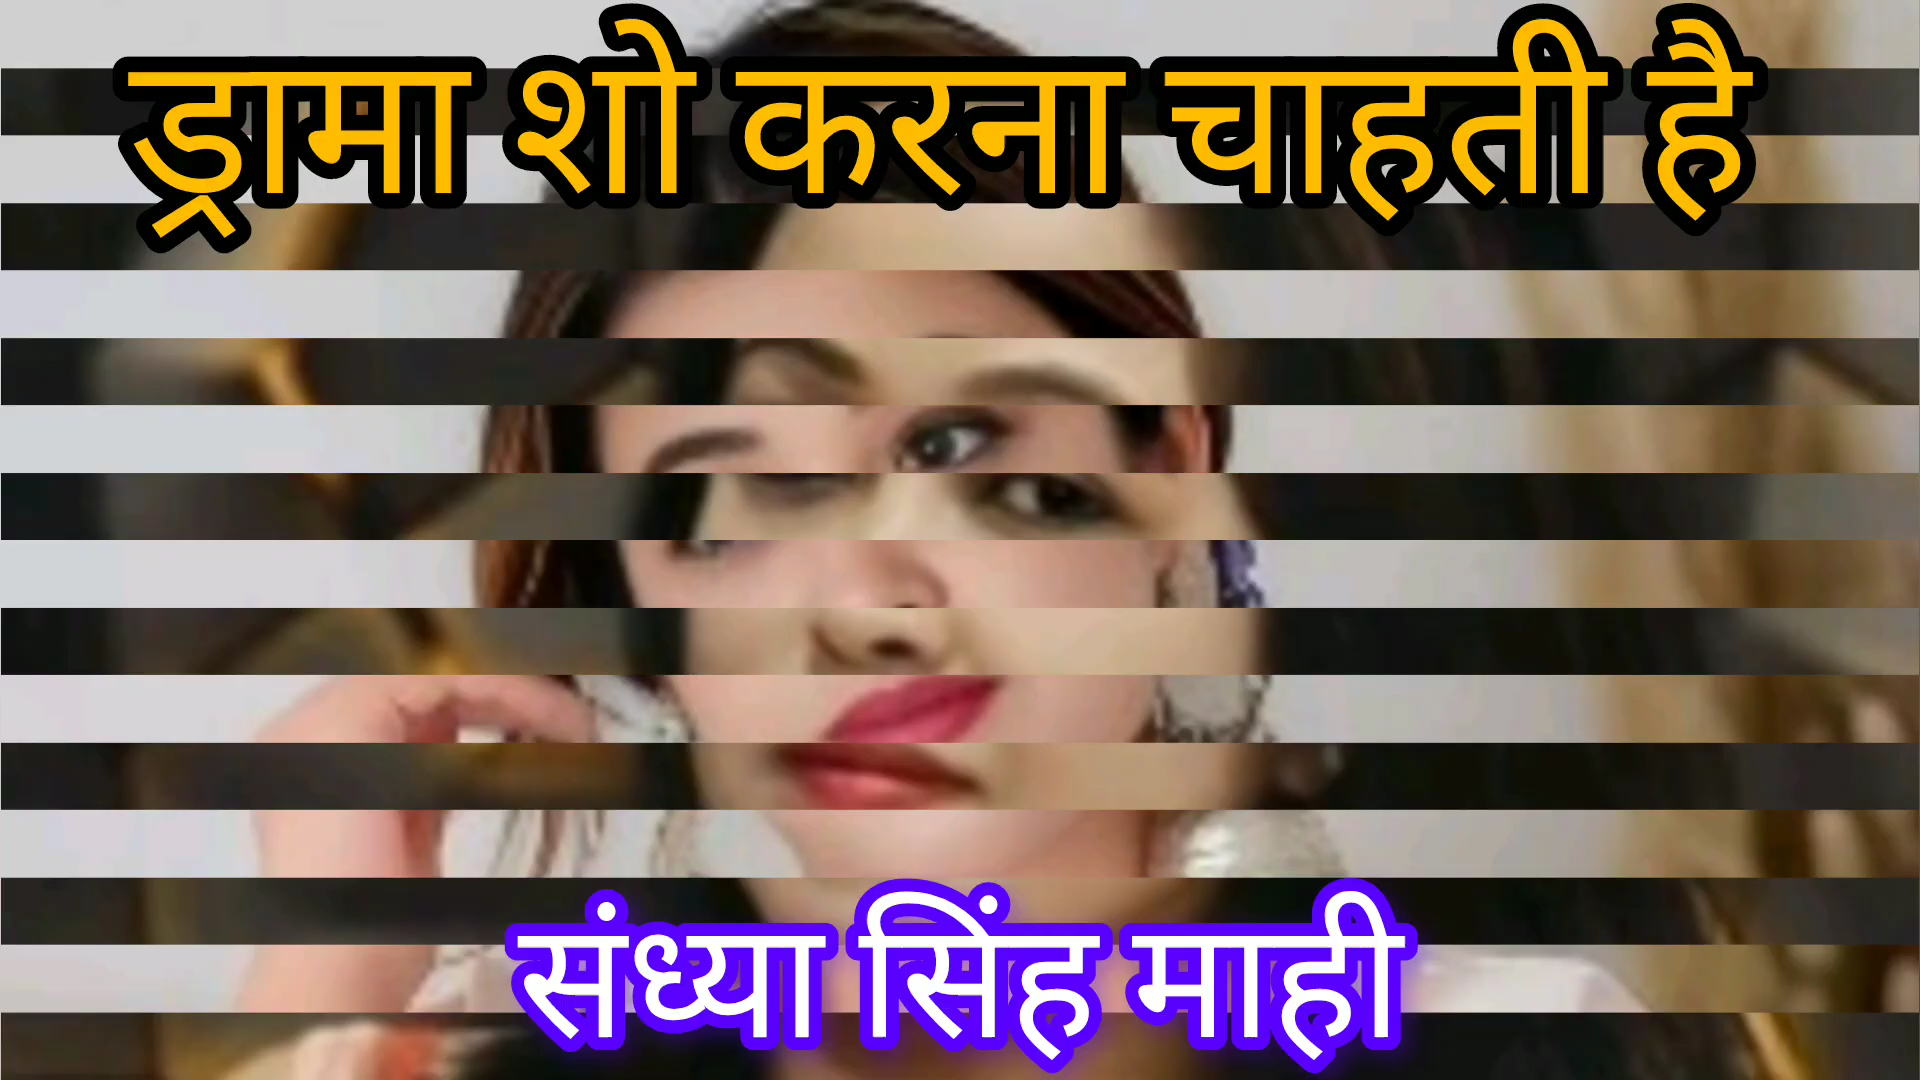 ड्रामा शो करना चाहती है
संध्या सिंह माही